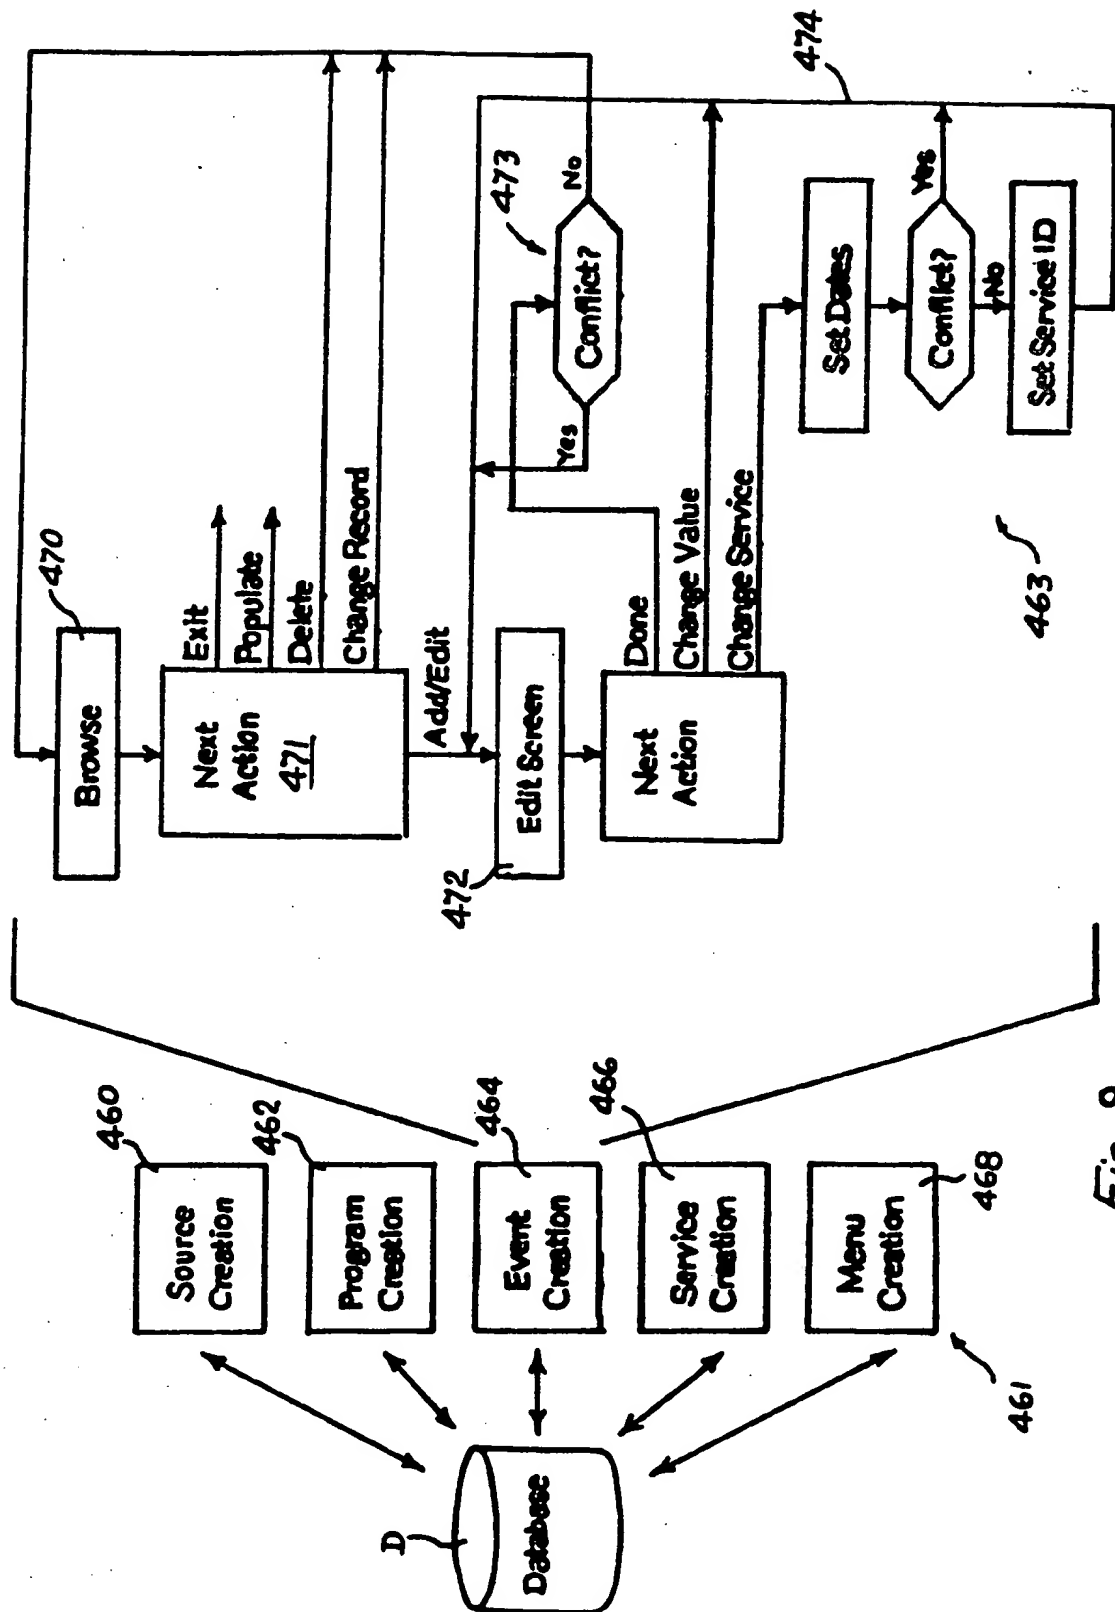 D
Database
460
Source
Creation
462
Program
Creation
464
Event
Creation
466
Service
Creation
468
Menu
Creation
461
470
Browse
Next
Action
471
Exit
Populate
Delete
Change Record
Add/Edit
472
Edit Screen
Next
Action
Done
Change Value
Change Service
473
Conflict?
Yes
No
Set Dates
Conflict?
Yes
No
Set Service ID
474
463